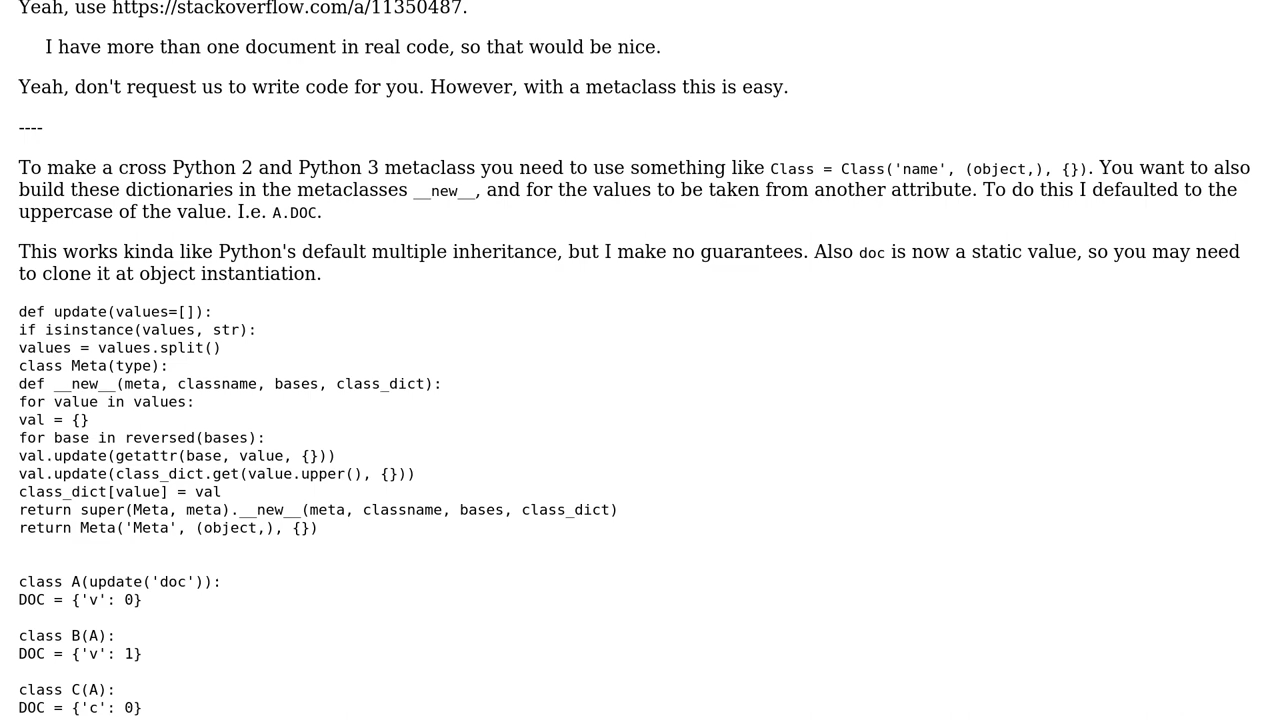 Yeah, use https://stackoverflow.com/a/11350487.
I have more than one document in real code, so that would be nice.
Yeah, don't request us to write code for you. However, with a metaclass this is easy.
----
To make a cross Python 2 and Python 3 metaclass you need to use something like Class = Class('name', (object,), {}). You want to also
build these dictionaries in the metaclasses __new__, and for the values to be taken from another attribute. To do this I defaulted to the
uppercase of the value. I.e. A.DOC.
This works kinda like Python's default multiple inheritance, but I make no guarantees. Also doc is now a static value, so you may need
to clone it at object instantiation.
def update(values=[]):
if isinstance(values, str):
values = values.split()
class Meta(type):
def __new__(meta, classname, bases, class_dict):
for value in values:
val = {}
for base in reversed(bases):
val.update(getattr(base, value, {}))
val.update(class_dict.get(value.upper(), {}))
class_dict[value] = val
return super(Meta, meta).__new__(meta, classname, bases, class_dict)
return Meta('Meta', (object,), {})
class A(update('doc')):
DOC = {'v': 0}
class B(A):
DOC = {'v': 1}
class C(A):
DOC = {'c': 0}